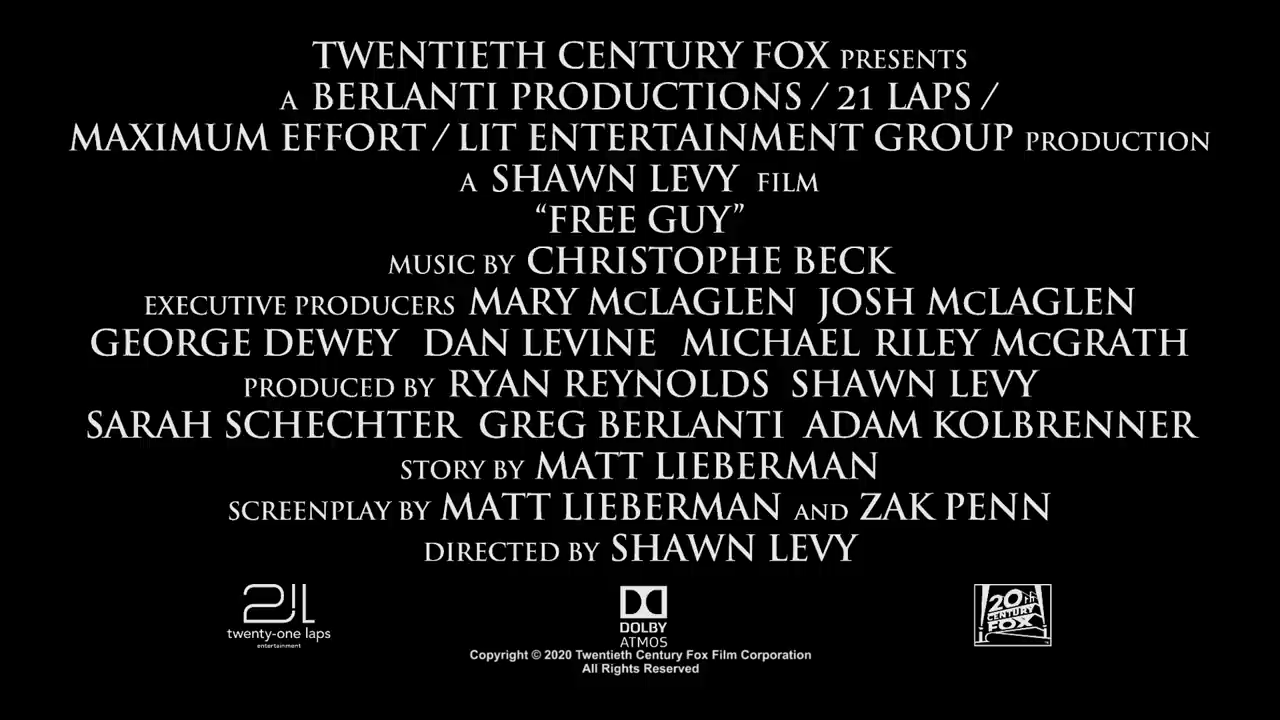 TWENTIETH CENTURY FOX PRESENTS
A BERLANTI PRODUCTIONS / 21 LAPS /
MAXIMUM EFFORT / LIT ENTERTAINMENT GROUP PRODUCTION
A SHAWN LEVY FILM
“FREE GUY”
MUSIC BY CHRISTOPHE BECK
EXECUTIVE PRODUCERS MARY McLAGLEN JOSH McLAGLEN
GEORGE DEWEY DAN LEVINE MICHAEL RILEY McGRATH
PRODUCED BY RYAN REYNOLDS SHAWN LEVY
SARAH SCHECHTER GREG BERLANTI ADAM KOLBRENNER
STORY BY MATT LIEBERMAN
SCREENPLAY BY MATT LIEBERMAN AND ZAK PENN
DIRECTED BY SHAWN LEVY
21L
twenty-one laps
entertainment
DOLBY
ATMOS
20th
CENTURY
FOX
Copyright © 2020 Twentieth Century Fox Film Corporation
All Rights Reserved